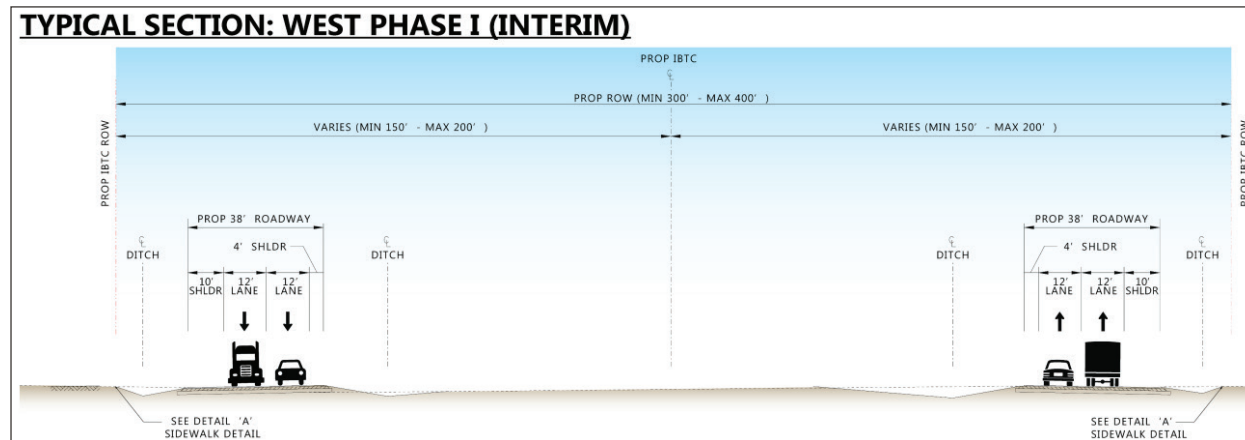 TYPICAL SECTION: WEST PHASE I (INTERIM)
PROP IBTC
℄
PROP ROW (MIN 300' - MAX 400' )
VARIES (MIN 150' - MAX 200' )
VARIES (MIN 150' - MAX 200' )
PROP IBTC ROW
PROP IBTC ROW
PROP 38' ROADWAY
4' SHLDR
℄
DITCH
℄
DITCH
10'
SHLDR
12'
LANE
12'
LANE
PROP 38' ROADWAY
4' SHLDR
℄
DITCH
℄
DITCH
12'
LANE
12'
LANE
10'
SHLDR
SEE DETAIL 'A'
SIDEWALK DETAIL
SEE DETAIL 'A'
SIDEWALK DETAIL